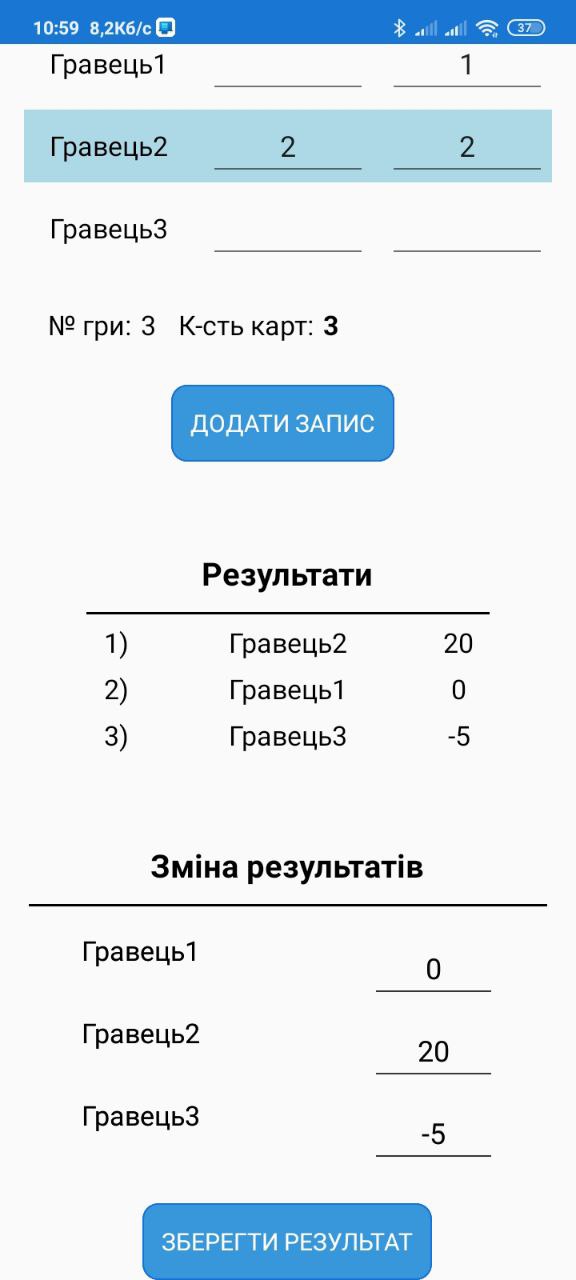 10:59 8,2Кб/с 37
Гравець1 1
Гравець2 2 2
Гравець3
№ гри: 3 К-сть карт: 3
ДОДАТИ ЗАПИС
Результати
1) Гравець2 20
2) Гравець1 0
3) Гравець3 -5
Зміна результатів
Гравець1 0
Гравець2 20
Гравець3 -5
ЗБЕРЕГТИ РЕЗУЛЬТАТ